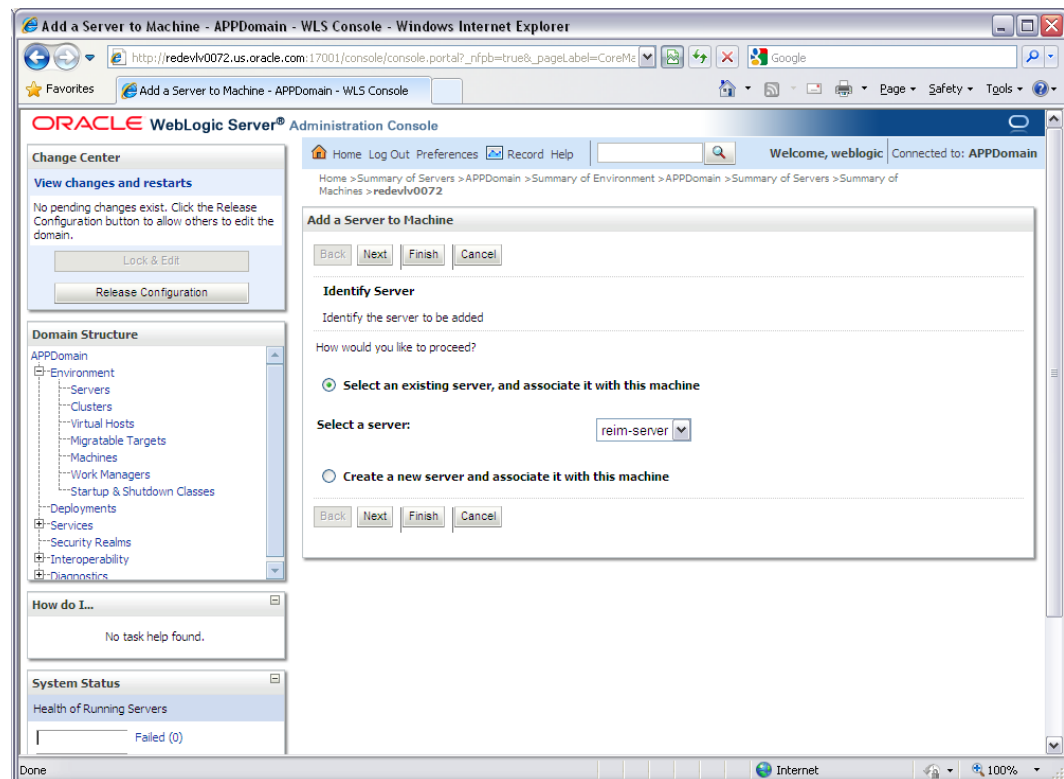 Add a Server to Machine - APPDomain - WLS Console - Windows Internet Explorer
http://redevlv0072.us.oracle.com:17001/console/console.portal?_nfpb=true&_pageLabel=CoreMa
Google
Favorites
Add a Server to Machine - APPDomain - WLS Console
Page
Safety
Tools
ORACLE WebLogic Server® Administration Console
Change Center
View changes and restarts
No pending changes exist. Click the Release
Configuration button to allow others to edit the
domain.
Lock & Edit
Release Configuration
Domain Structure
APPDomain
Environment
Servers
Clusters
Virtual Hosts
Migratable Targets
Machines
Work Managers
Startup & Shutdown Classes
Deployments
Services
Security Realms
Interoperability
Diagnostics
How do I...
No task help found.
System Status
Health of Running Servers
Failed (0)
Home Log Out Preferences Record Help
Welcome, weblogic
Connected to: APPDomain
Home >Summary of Servers >APPDomain >Summary of Environment >APPDomain >Summary of Servers >Summary of
Machines >redevlv0072
Add a Server to Machine
Back Next Finish Cancel
Identify Server
Identify the server to be added
How would you like to proceed?
Select an existing server, and associate it with this machine
Select a server:
reim-server
Create a new server and associate it with this machine
Back Next Finish Cancel
Done
Internet
100%